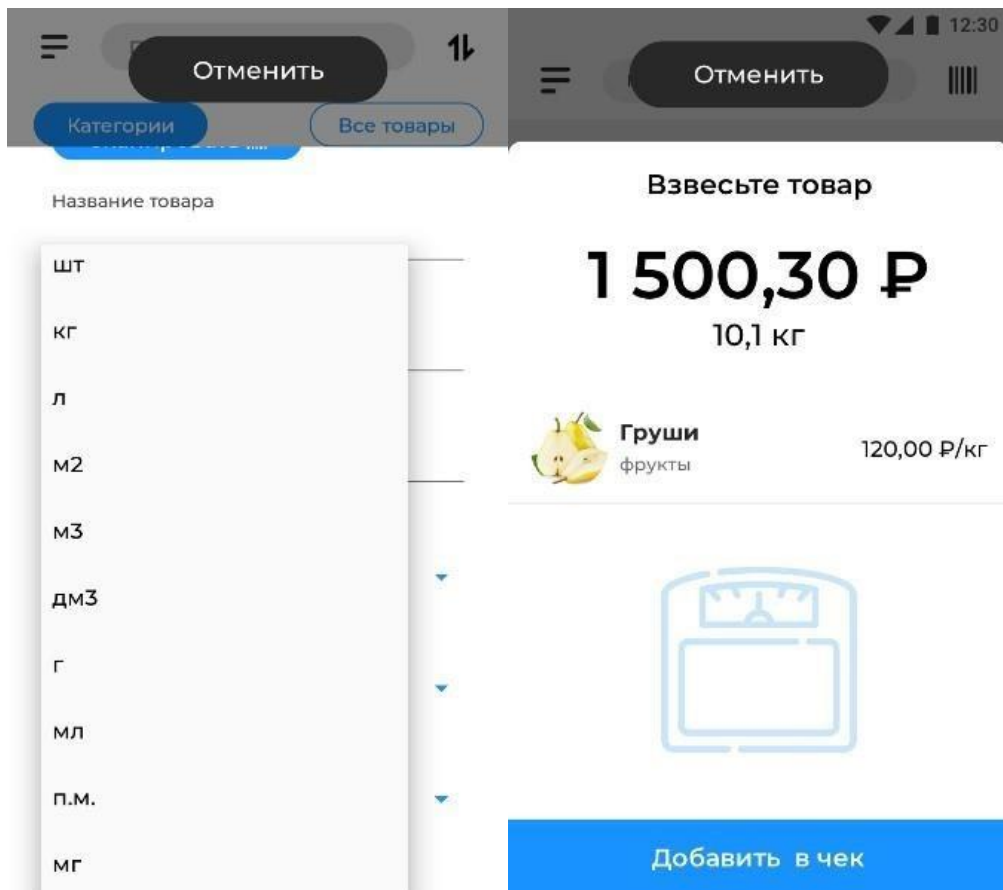 Отменить
Категории
Все товары
Название товара
шт
кг
л
м2
м3
дм3
г
мл
п.м.
мг
12:30
Отменить
Взвесьте товар
1 500,30 ₽
10,1 кг
Груши
фрукты
120,00 ₽/кг
Добавить в чек